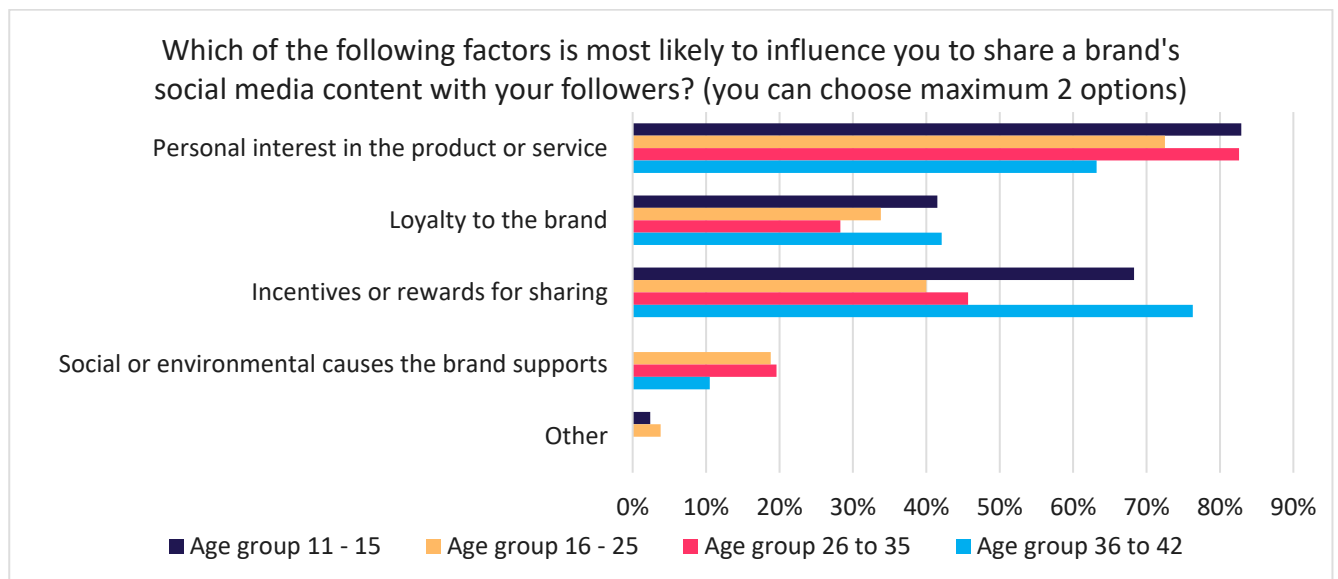 Which of the following factors is most likely to influence you to share a brand's
social media content with your followers? (you can choose maximum 2 options)
Personal interest in the product or service
Loyalty to the brand
Incentives or rewards for sharing
Social or environmental causes the brand supports
Other
0% 10% 20% 30% 40% 50% 60% 70% 80% 90%
Age group 11 - 15 Age group 16 - 25 Age group 26 to 35 Age group 36 to 42